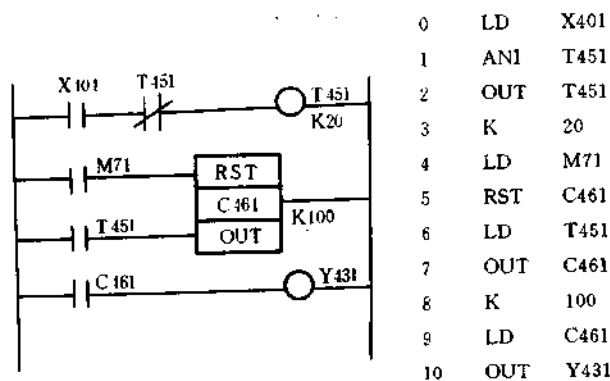 X401 T451
T451
K20
M71
RST
C461
K100
T451
OUT
C461
Y431
0 LD X401
1 ANI T451
2 OUT T451
3 K 20
4 LD M71
5 RST C461
6 LD T451
7 OUT C461
8 K 100
9 LD C461
10 OUT Y431